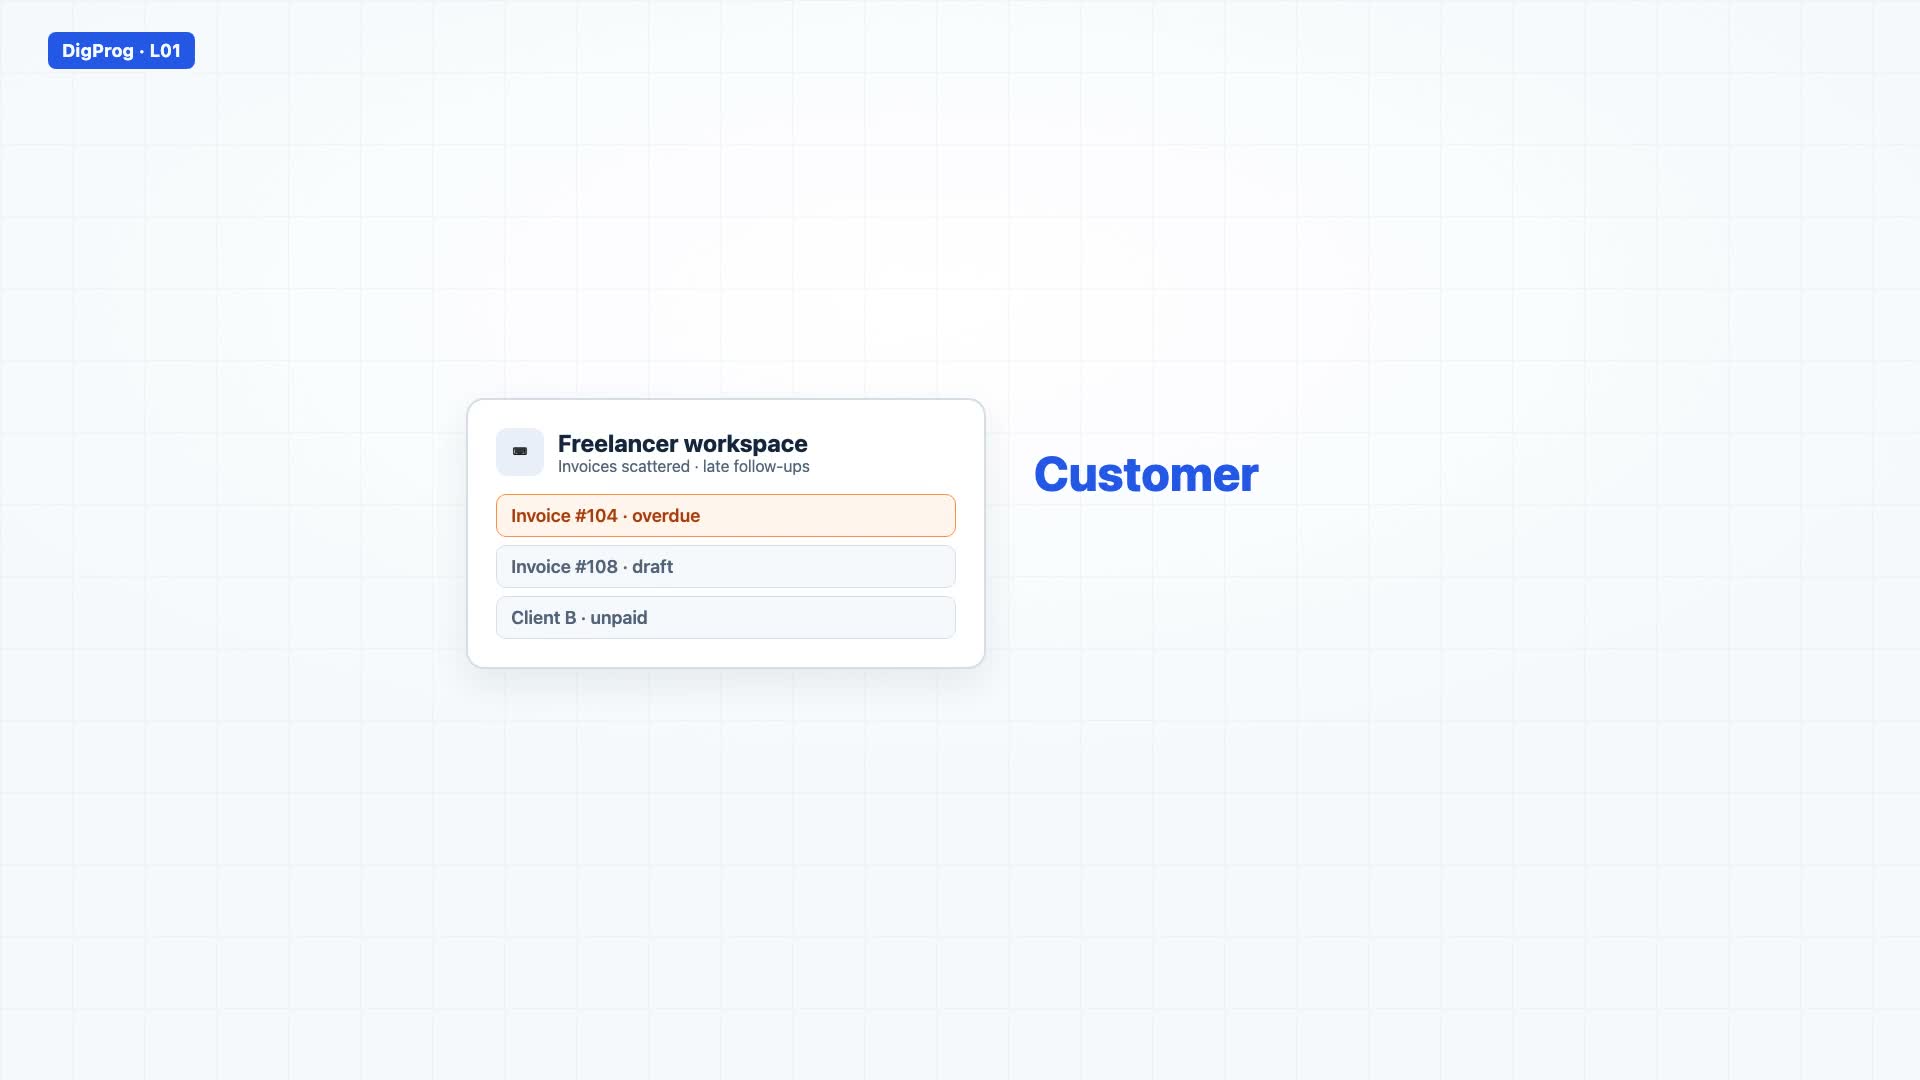 DigProg · L01
Freelancer workspace
Invoices scattered · late follow-ups
Invoice #104 · overdue
Invoice #108 · draft
Client B · unpaid
Customer